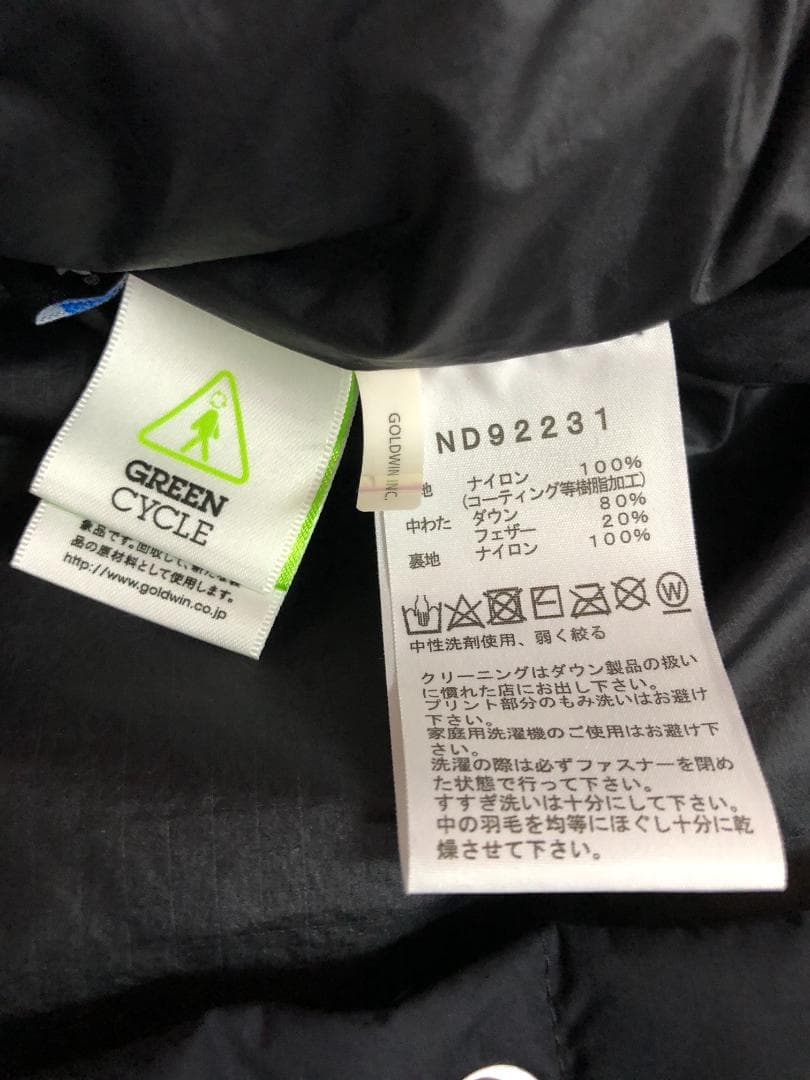 GREEN
CYCLE
象品です。回収して、新たな製
品の原材料として使用します。
http://www.goldwin.co.jp
GOLDWIN INC.
ND92231
地 ナイロン 100%
(コーティング等樹脂加工)
中わた ダウン 80%
フェザー 20%
裏地 ナイロン 100%
W
中性洗剤使用、弱く絞る
クリーニングはダウン製品の扱い
に慣れた店にお出し下さい。
プリント部分のもみ洗いはお避け
下さい。
家庭用洗濯機のご使用はお避け下
さい。
洗濯の際は必ずファスナーを閉め
た状態で行って下さい。
すすぎ洗いは十分にして下さい。
中の羽毛を均等にほぐし十分に乾
燥させて下さい。